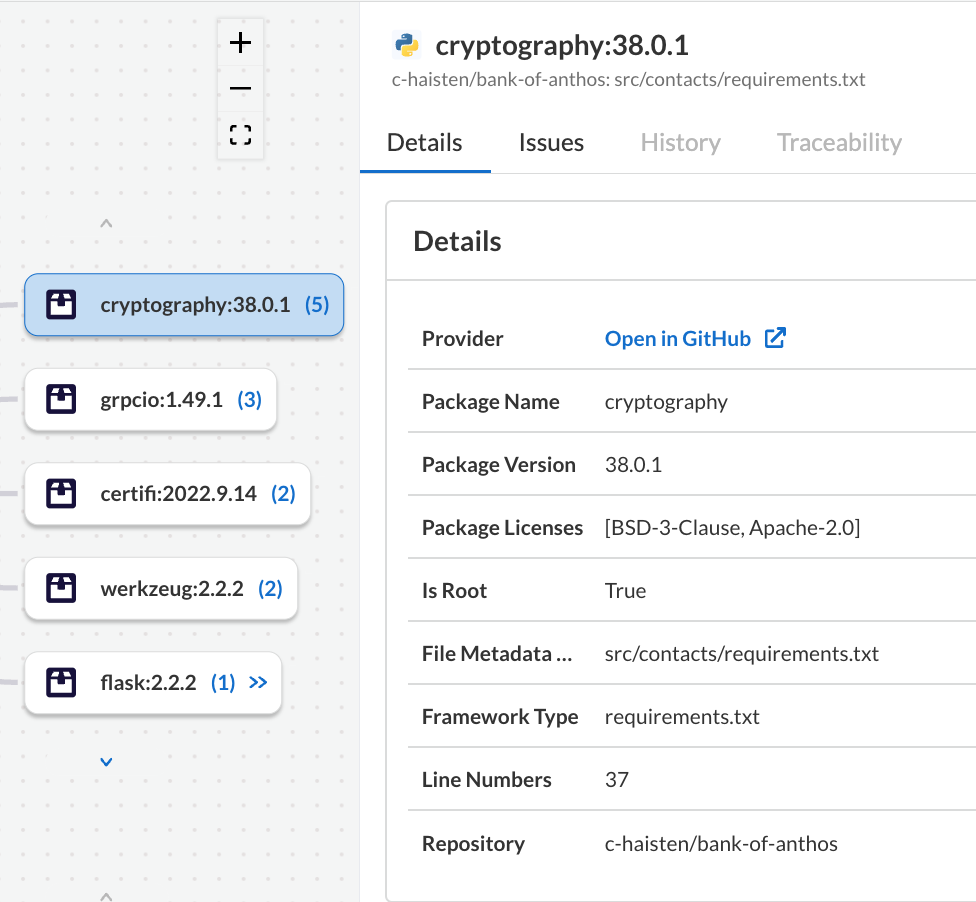 cryptography:38.0.1 (5)
grpcio:1.49.1 (3)
certifi:2022.9.14 (2)
werkzeug:2.2.2 (2)
flask:2.2.2 (1) >>
cryptography:38.0.1
c-haisten/bank-of-anthos: src/contacts/requirements.txt
Details Issues History Traceability
Details
Provider Open in GitHub
Package Name cryptography
Package Version 38.0.1
Package Licenses [BSD-3-Clause, Apache-2.0]
Is Root True
File Metadata ... src/contacts/requirements.txt
Framework Type requirements.txt
Line Numbers 37
Repository c-haisten/bank-of-anthos